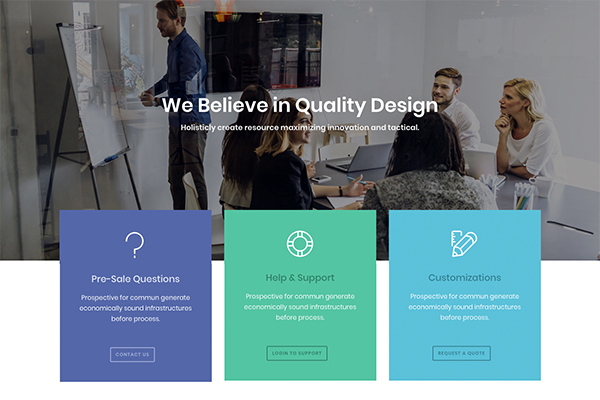 We Believe in Quality Design
Holisticly create resource maximizing innovation and tactical.
Pre-Sale Questions
Prospective for commun generate
economically sound infrastructures
before process.
CONTACT US
Help & Support
Prospective for commun generate
economically sound infrastructures
before process.
LOGIN TO SUPPORT
Customizations
Prospective for commun generate
economically sound infrastructures
before process.
REQUEST A QUOTE